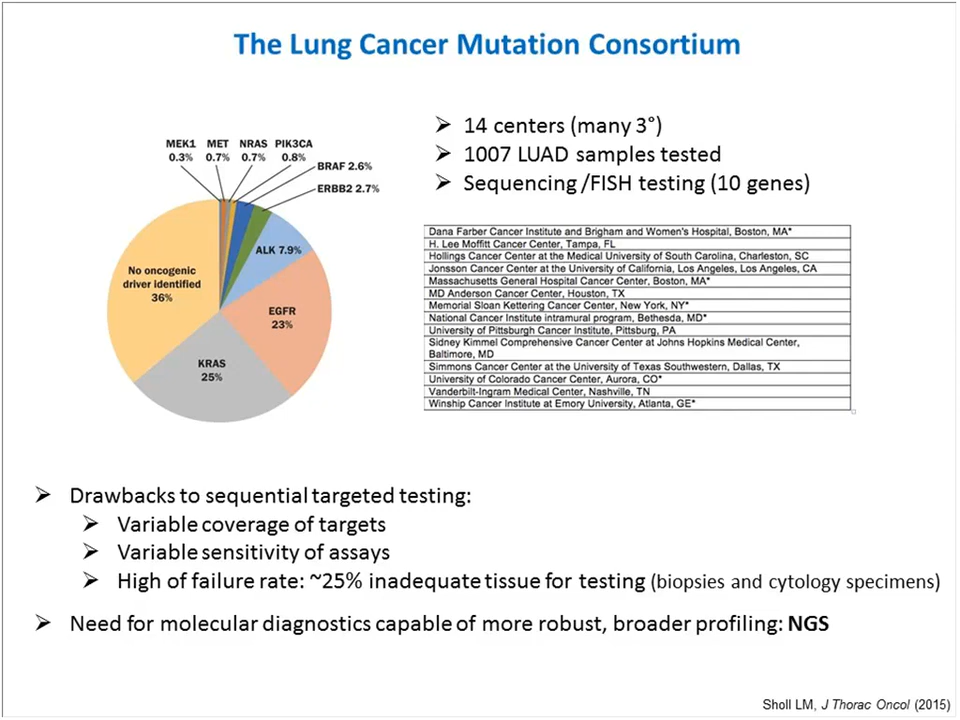 The Lung Cancer Mutation Consortium
MEK1 MET NRAS PIK3CA
0.3% 0.7% 0.7% 0.8%
BRAF 2.6%
ERBB2 2.7%
ALK 7.9%
EGFR
23%
KRAS
25%
No oncogenic
driver identified
36%
➢ 14 centers (many 3°)
➢ 1007 LUAD samples tested
➢ Sequencing /FISH testing (10 genes)
Dana Farber Cancer Institute and Brigham and Women's Hospital, Boston, MA*
H. Lee Moffitt Cancer Center, Tampa, FL
Hollings Cancer Center at the Medical University of South Carolina, Charleston, SC
Jonsson Cancer Center at the University of California, Los Angeles, Los Angeles, CA
Massachusetts General Hospital Cancer Center, Boston, MA*
MD Anderson Cancer Center, Houston, TX
Memorial Sloan Kettering Cancer Center, New York, NY*
National Cancer Institute intramural program, Bethesda, MD*
University of Pittsburgh Cancer Institute, Pittsburg, PA
Sidney Kimmel Comprehensive Cancer Center at Johns Hopkins Medical Center,
Baltimore, MD
Simmons Cancer Center at the University of Texas Southwestern, Dallas, TX
University of Colorado Cancer Center, Aurora, CO*
Vanderbilt-Ingram Medical Center, Nashville, TN
Winship Cancer Institute at Emory University, Atlanta, GE*
➢ Drawbacks to sequential targeted testing:
➢ Variable coverage of targets
➢ Variable sensitivity of assays
➢ High of failure rate: ~25% inadequate tissue for testing (biopsies and cytology specimens)
➢ Need for molecular diagnostics capable of more robust, broader profiling: NGS
Sholl LM, J Thorac Oncol (2015)